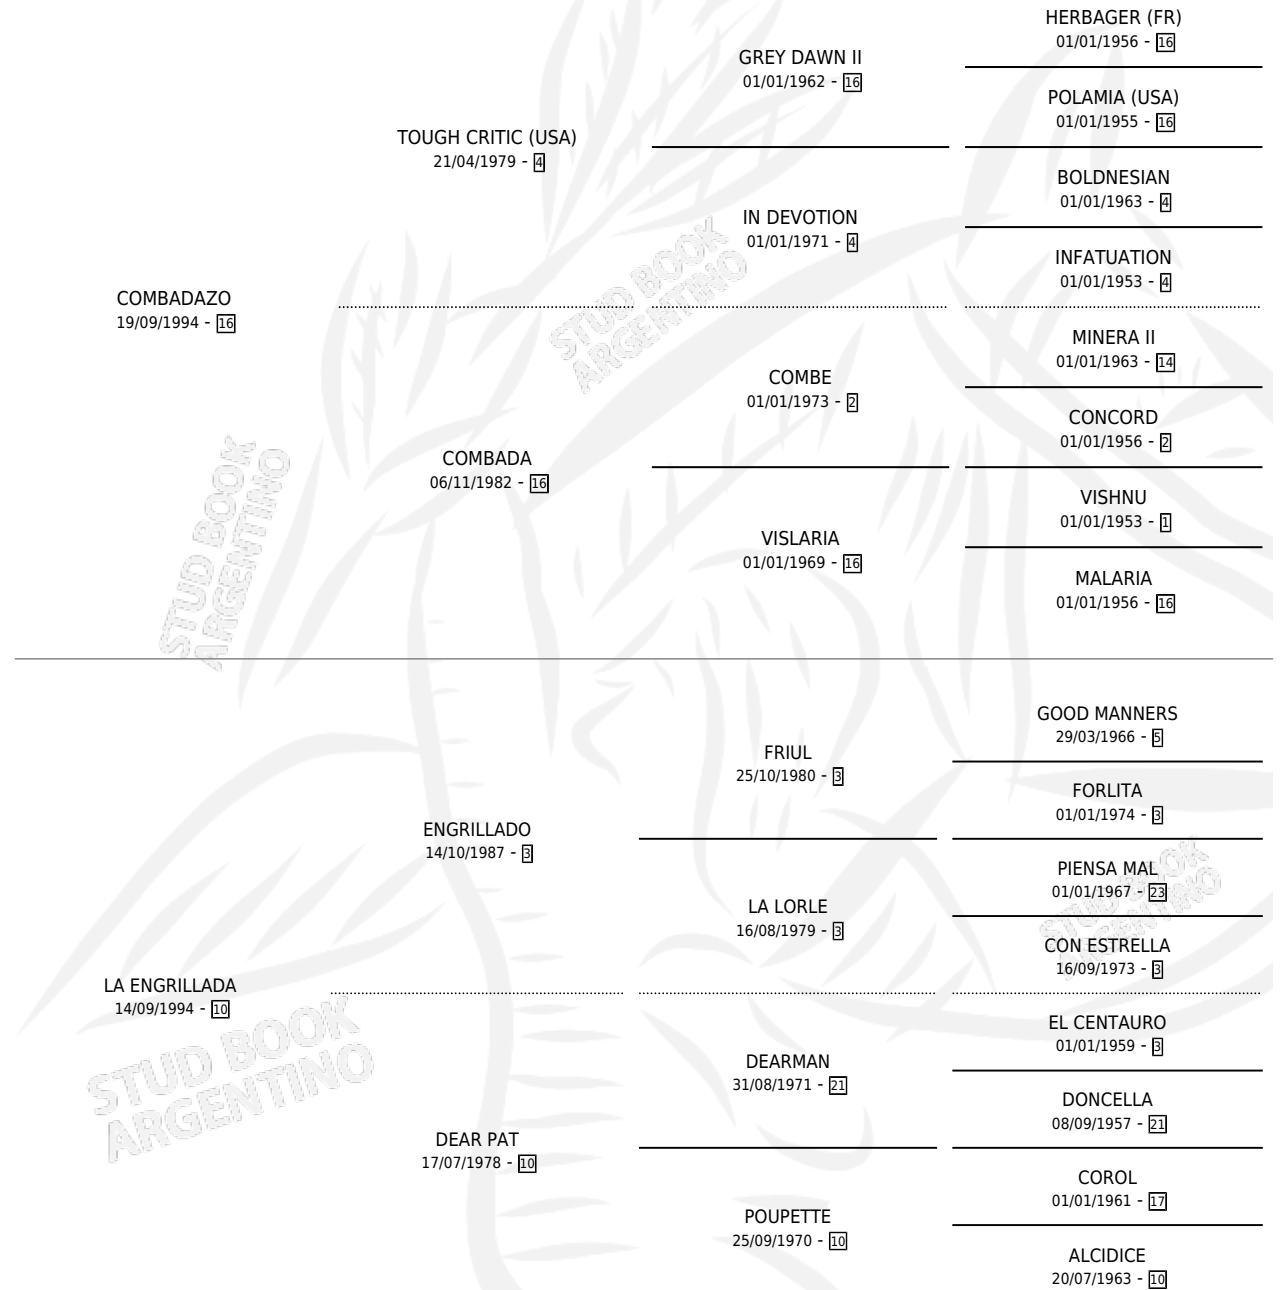 HERBAGER (FR)
01/01/1956 - 16
GREY DAWN II
01/01/1962 - 16
POLAMIA (USA)
01/01/1955 - 16
TOUGH CRITIC (USA)
21/04/1979 - 4
BOLDNESIAN
01/01/1963 - 4
IN DEVOTION
01/01/1971 - 4
INFATUATION
01/01/1953 - 4
COMBADAZO
19/09/1994 - 16
MINERA II
01/01/1963 - 14
COMBE
01/01/1973 - 2
CONCORD
01/01/1956 - 2
COMBADA
06/11/1982 - 16
VISHNU
01/01/1953 - 1
VISLARIA
01/01/1969 - 16
MALARIA
01/01/1956 - 16
STUD BOOK
ARGENTINO
STUD BOOK
ARGENTINO
GOOD MANNERS
29/03/1966 - 5
FRIUL
25/10/1980 - 3
FORLITA
01/01/1974 - 3
ENGRILLADO
14/10/1987 - 3
PIENSA MAL
01/01/1967 - 23
LA LORLE
16/08/1979 - 3
CON ESTRELLA
16/09/1973 - 3
LA ENGRILLADA
14/09/1994 - 10
EL CENTAURO
01/01/1959 - 3
DEARMAN
31/08/1971 - 21
DONCELLA
08/09/1957 - 21
DEAR PAT
17/07/1978 - 10
COROL
01/01/1961 - 17
POUPETTE
25/09/1970 - 10
ALCIDICE
20/07/1963 - 10
STUD BOOK
ARGENTINO
STUD BOOK
ARGENTINO